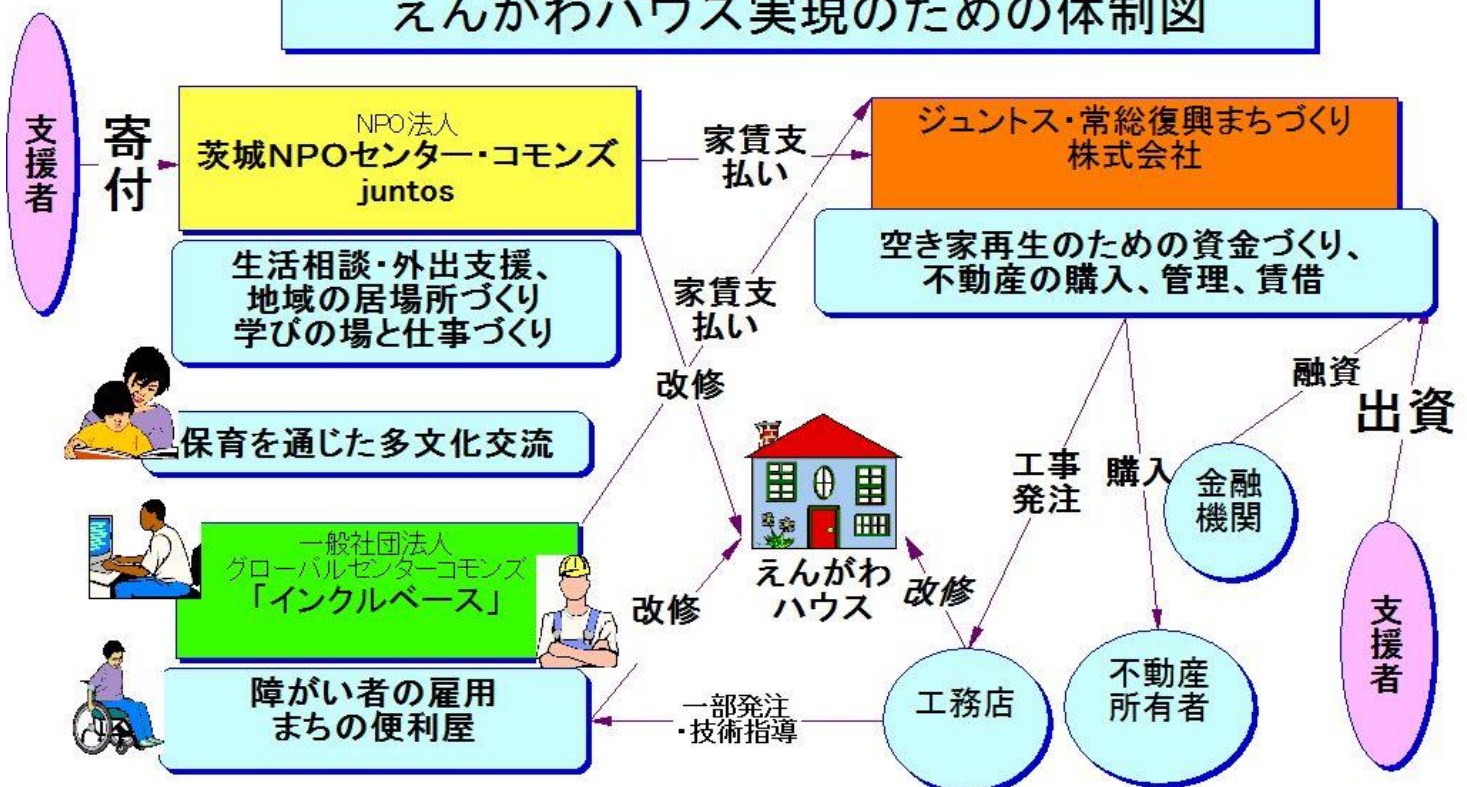 えんがわハウス実現のための体制図
支援者
寄付
NPO法人
茨城NPOセンター・コモンズ
juntos
家賃支
払い
ジュントス・常総復興まちづくり
株式会社
生活相談・外出支援、
地域の居場所づくり
学びの場と仕事づくり
空き家再生のための資金づくり、
不動産の購入、管理、賃借
家賃支
払い
改修
融資
出資
保育を通じた多文化交流
工事
発注
購入
金融
機関
一般社団法人
グローバルセンターコモンズ
「インクルベース」
改修
えんがわ
ハウス
改修
支援者
障がい者の雇用
まちの便利屋
一部発注
・技術指導
工務店
不動産
所有者